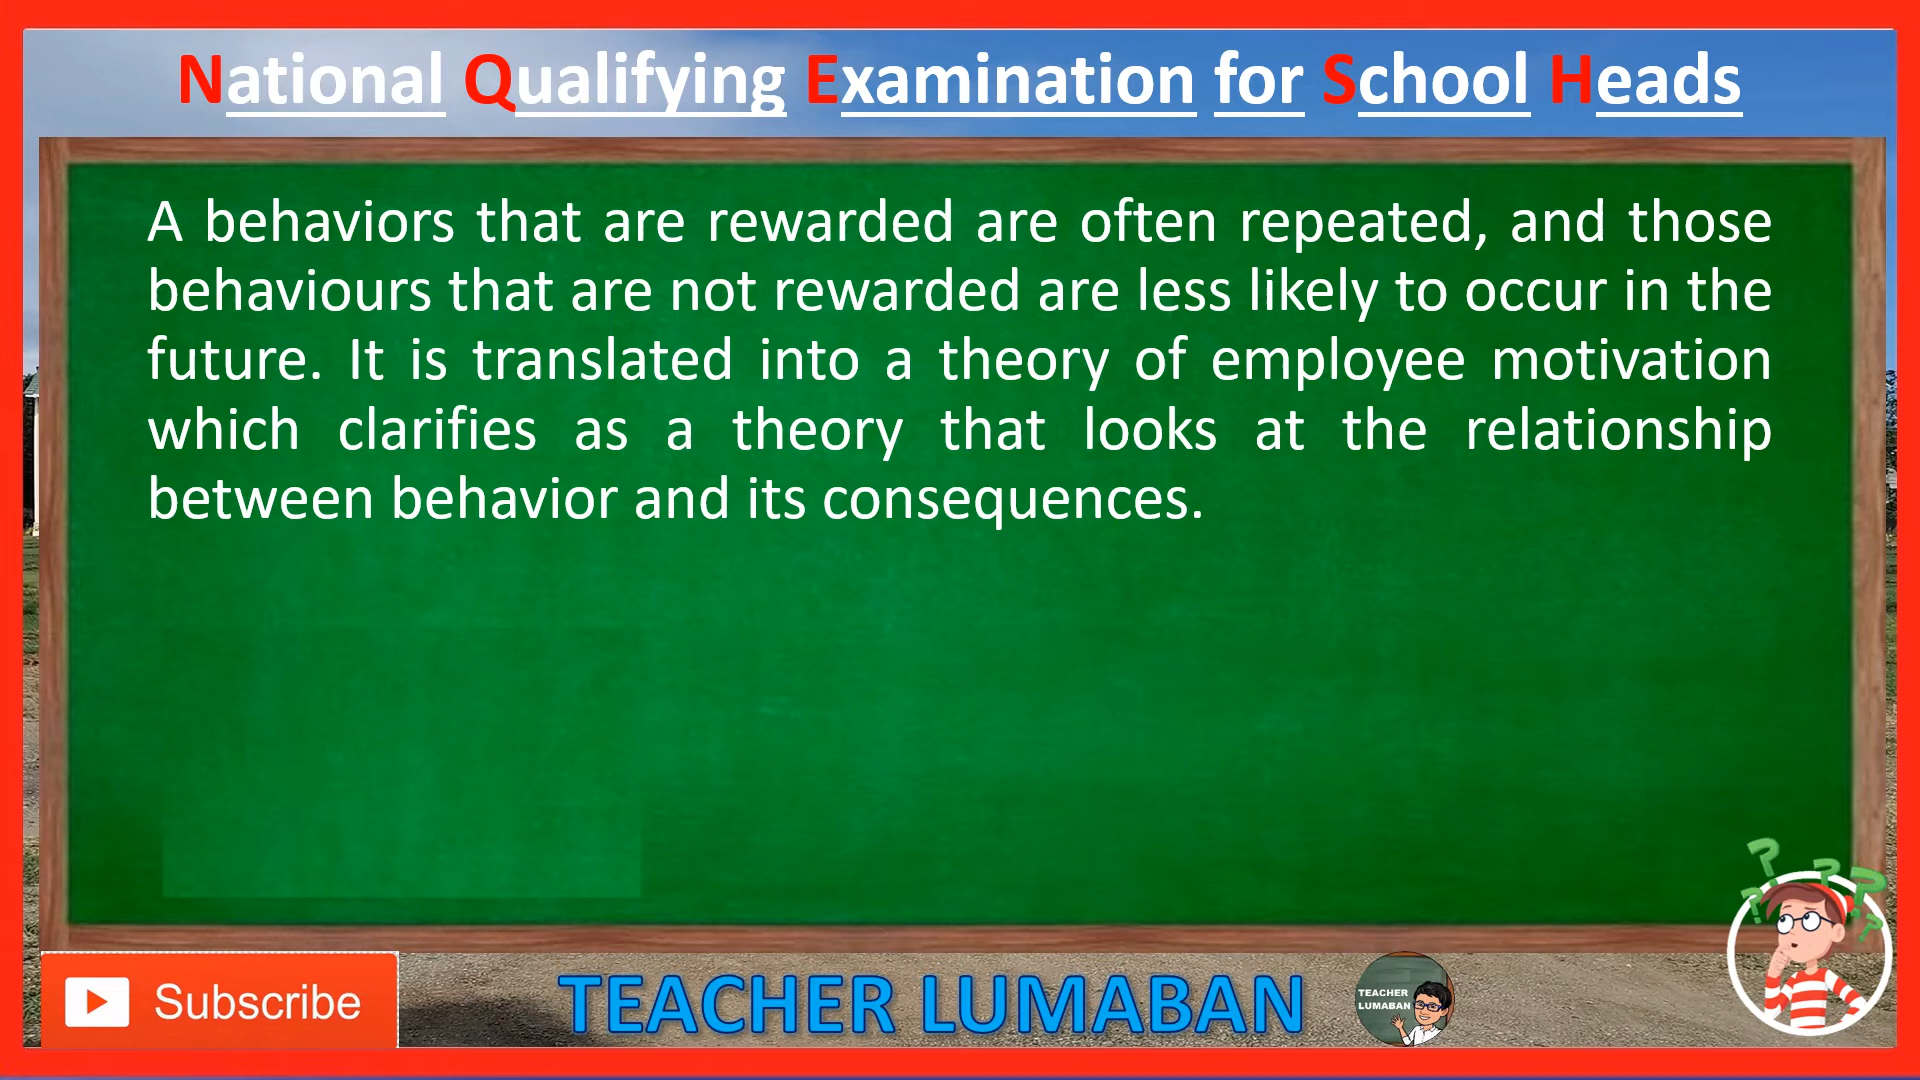 National Qualifying Examination for School Heads
A behaviors that are rewarded are often repeated, and those
behaviours that are not rewarded are less likely to occur in the
future. It is translated into a theory of employee motivation
which clarifies as a theory that looks at the relationship
between behavior and its consequences.
Subscribe
TEACHER LUMABAN
TEACHER
LUMABAN